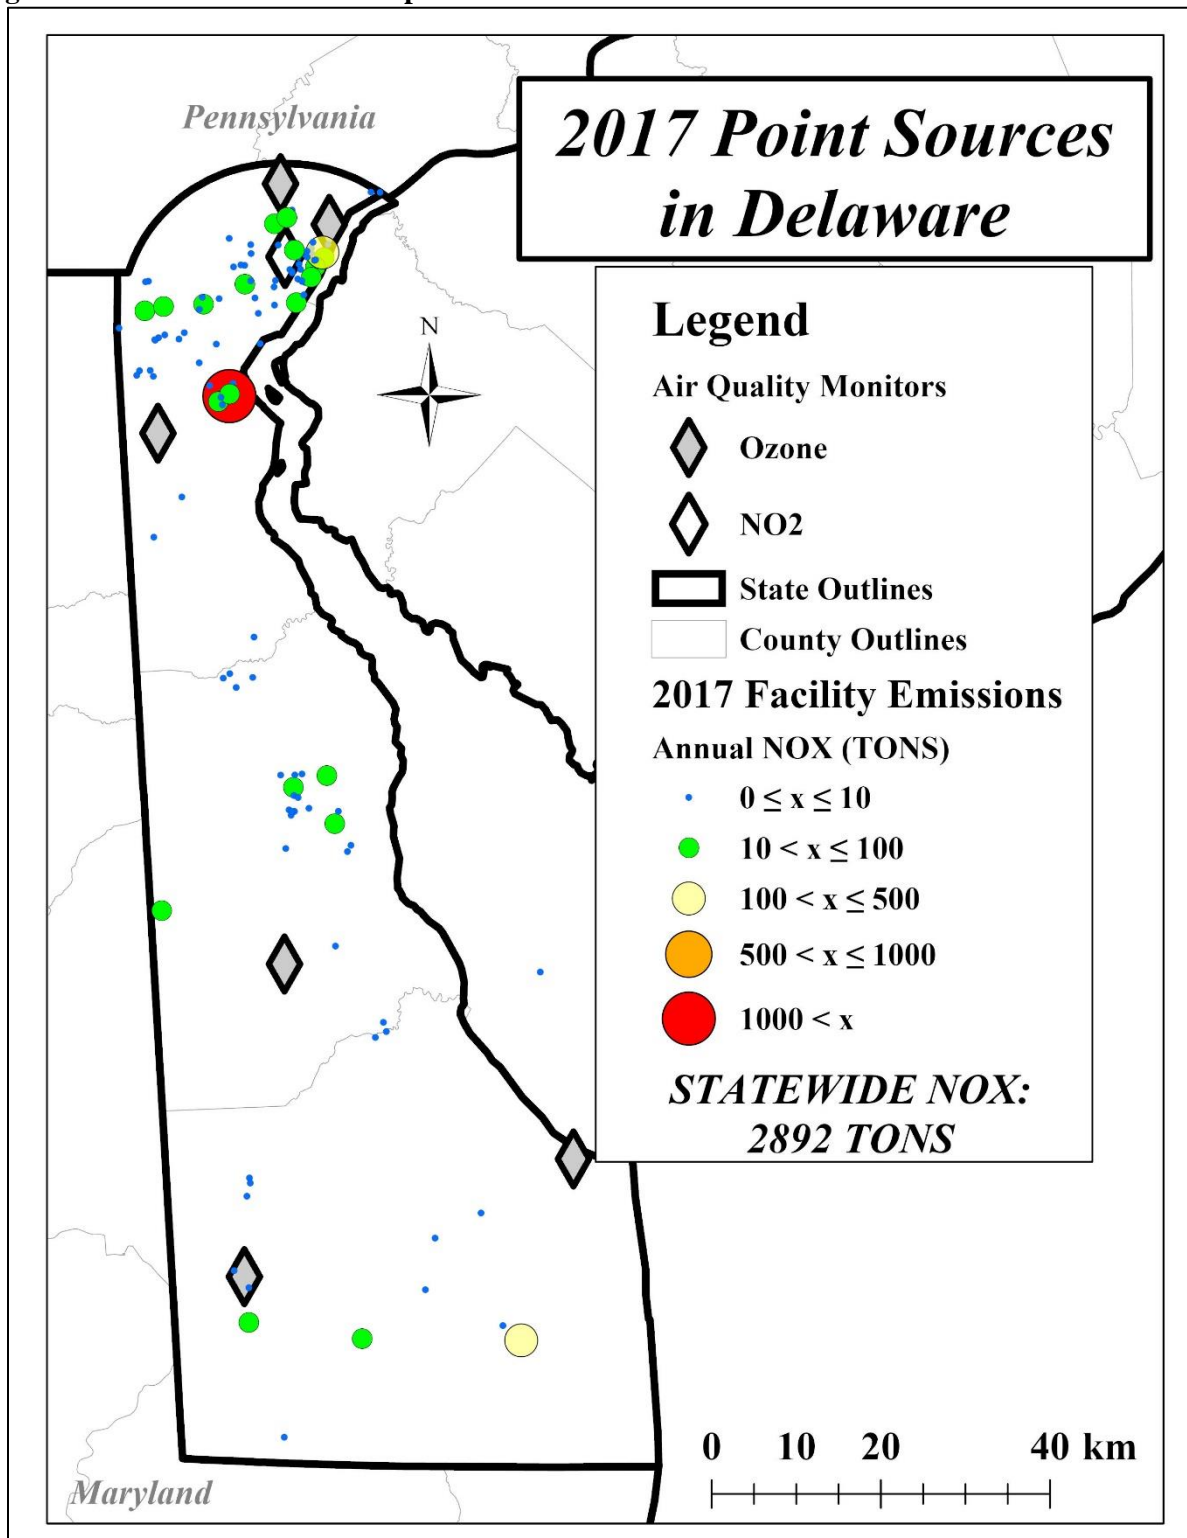 Pennsylvania
2017 Point Sources
in Delaware
N
Legend
Air Quality Monitors
Ozone
NO2
State Outlines
County Outlines
2017 Facility Emissions
Annual NOX (TONS)
0 ≤ x ≤ 10
10 < x ≤ 100
100 < x ≤ 500
500 < x ≤ 1000
1000 < x
STATEWIDE NOX:
2892 TONS
0 10 20 40 km
Maryland